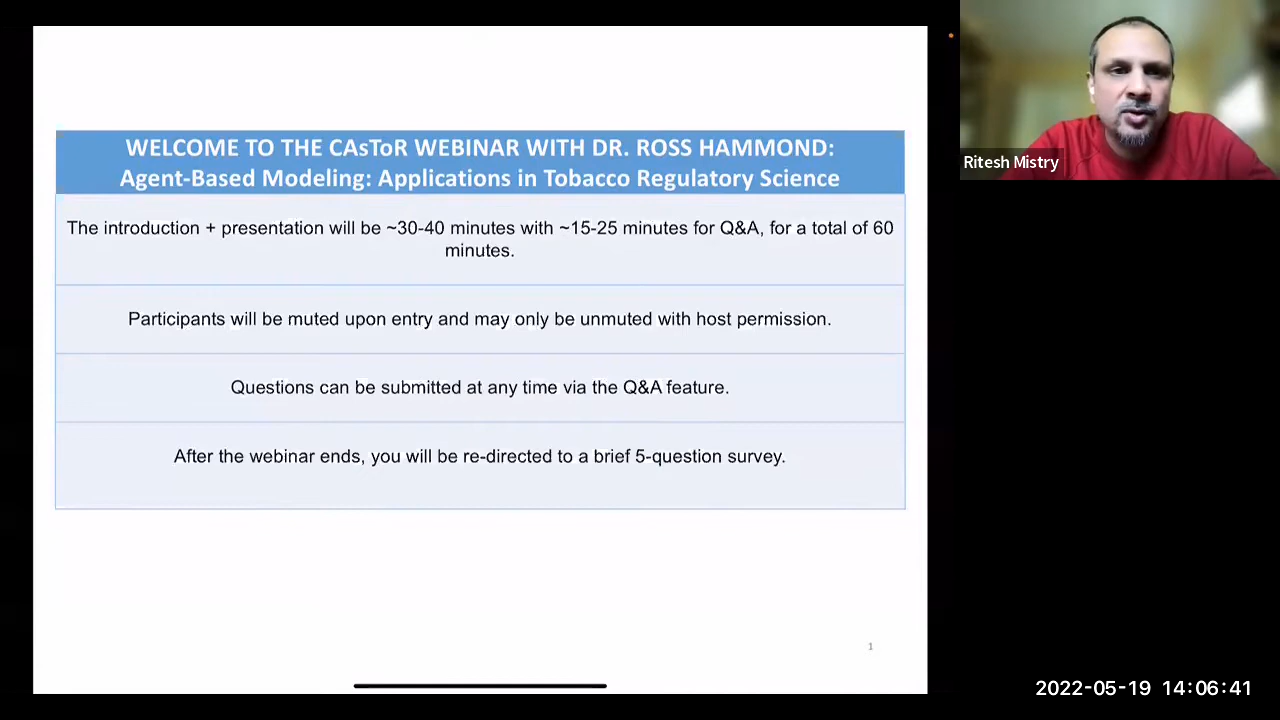 WELCOME TO THE CAsToR WEBINAR WITH DR. ROSS HAMMOND:
Agent-Based Modeling: Applications in Tobacco Regulatory Science
The introduction + presentation will be ~30-40 minutes with ~15-25 minutes for Q&A, for a total of 60
minutes.
Participants will be muted upon entry and may only be unmuted with host permission.
Questions can be submitted at any time via the Q&A feature.
After the webinar ends, you will be re-directed to a brief 5-question survey.
1
Ritesh Mistry
2022-05-19 14:06:41